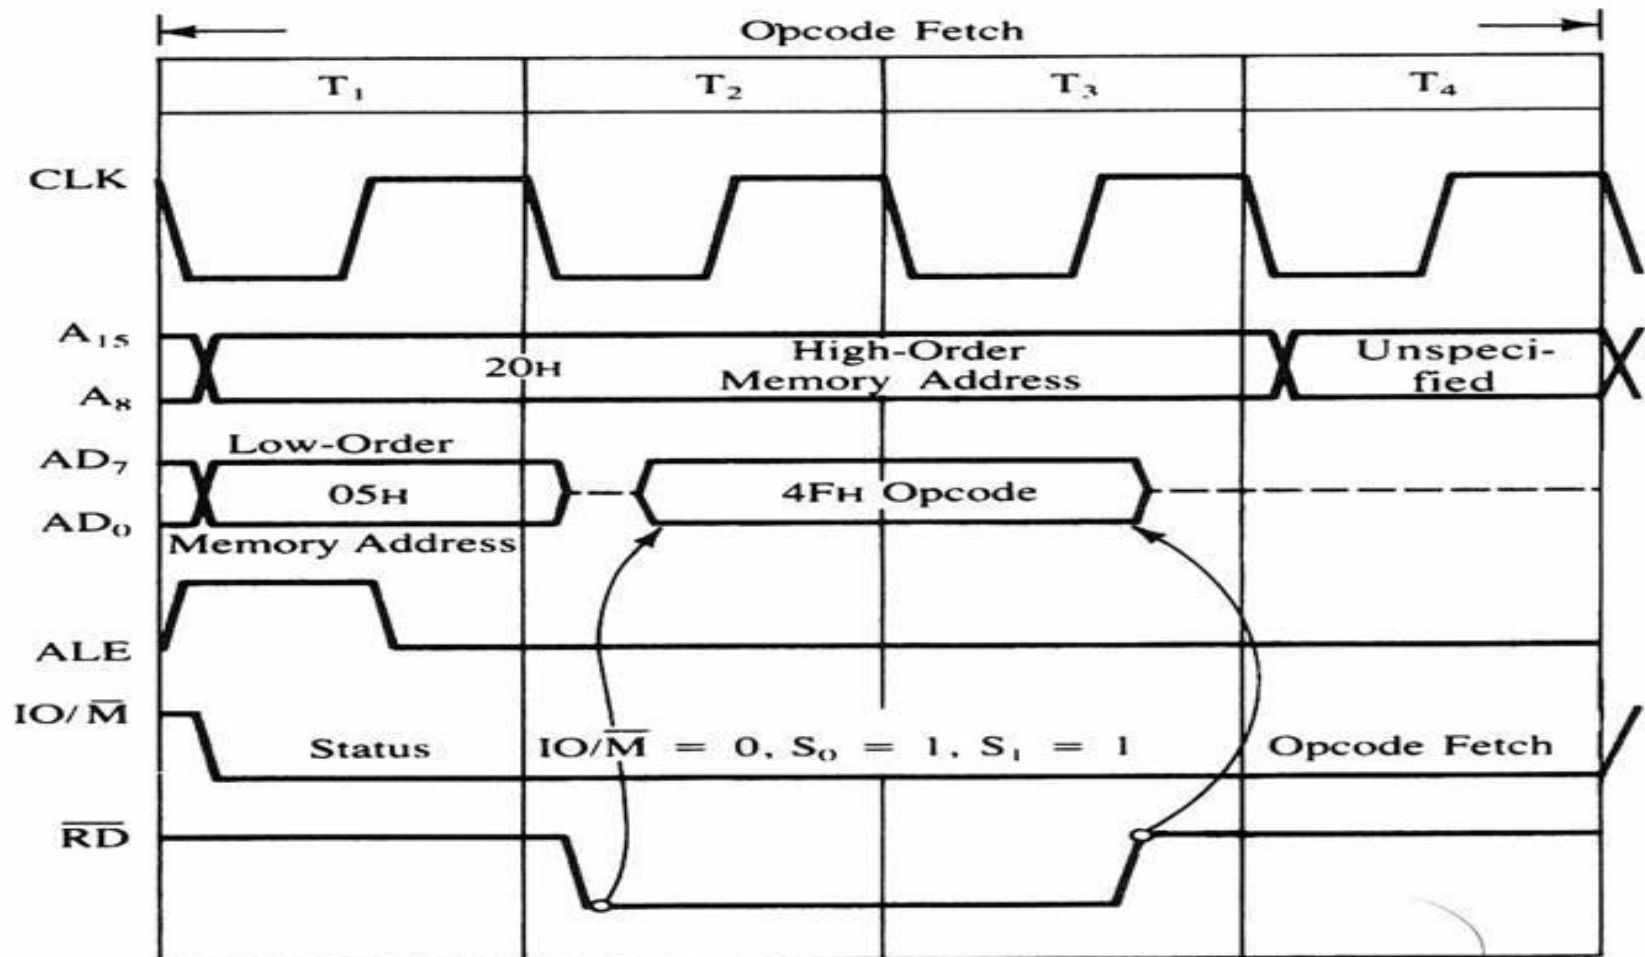 Opcode Fetch
T₁ T₂ T₃ T₄
CLK
A₁₅
20H High-Order Memory Address
Unspeci-
fied
A₈
Low-Order
AD₇
05H
4FH Opcode
AD₀
Memory Address
ALE
IO/M̅
Status IO/M̅ = 0, S₀ = 1, S₁ = 1 Opcode Fetch
R̅D̅